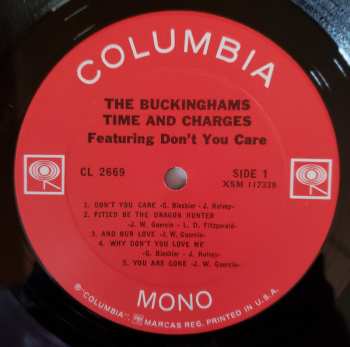 COLUMBIA
THE BUCKINGHAMS
TIME AND CHARGES
Featuring Don't You Care
CL 2669
SIDE 1
XSM 117339
1. DON'T YOU CARE -G. Bisbier - J. Holvay-
2. PITIED BE THE DRAGON HUNTER
-J. W. Guercio - L. D. Fitzgerald-
3. AND OUR LOVE -J. W. Guercio-
4. WHY DON'T YOU LOVE ME
-G. Bisbier - J. Holvay-
5. YOU ARE GONE -J. W. Guercio-
MONO
℗"COLUMBIA", MARCAS REG. PRINTED IN U.S.A.